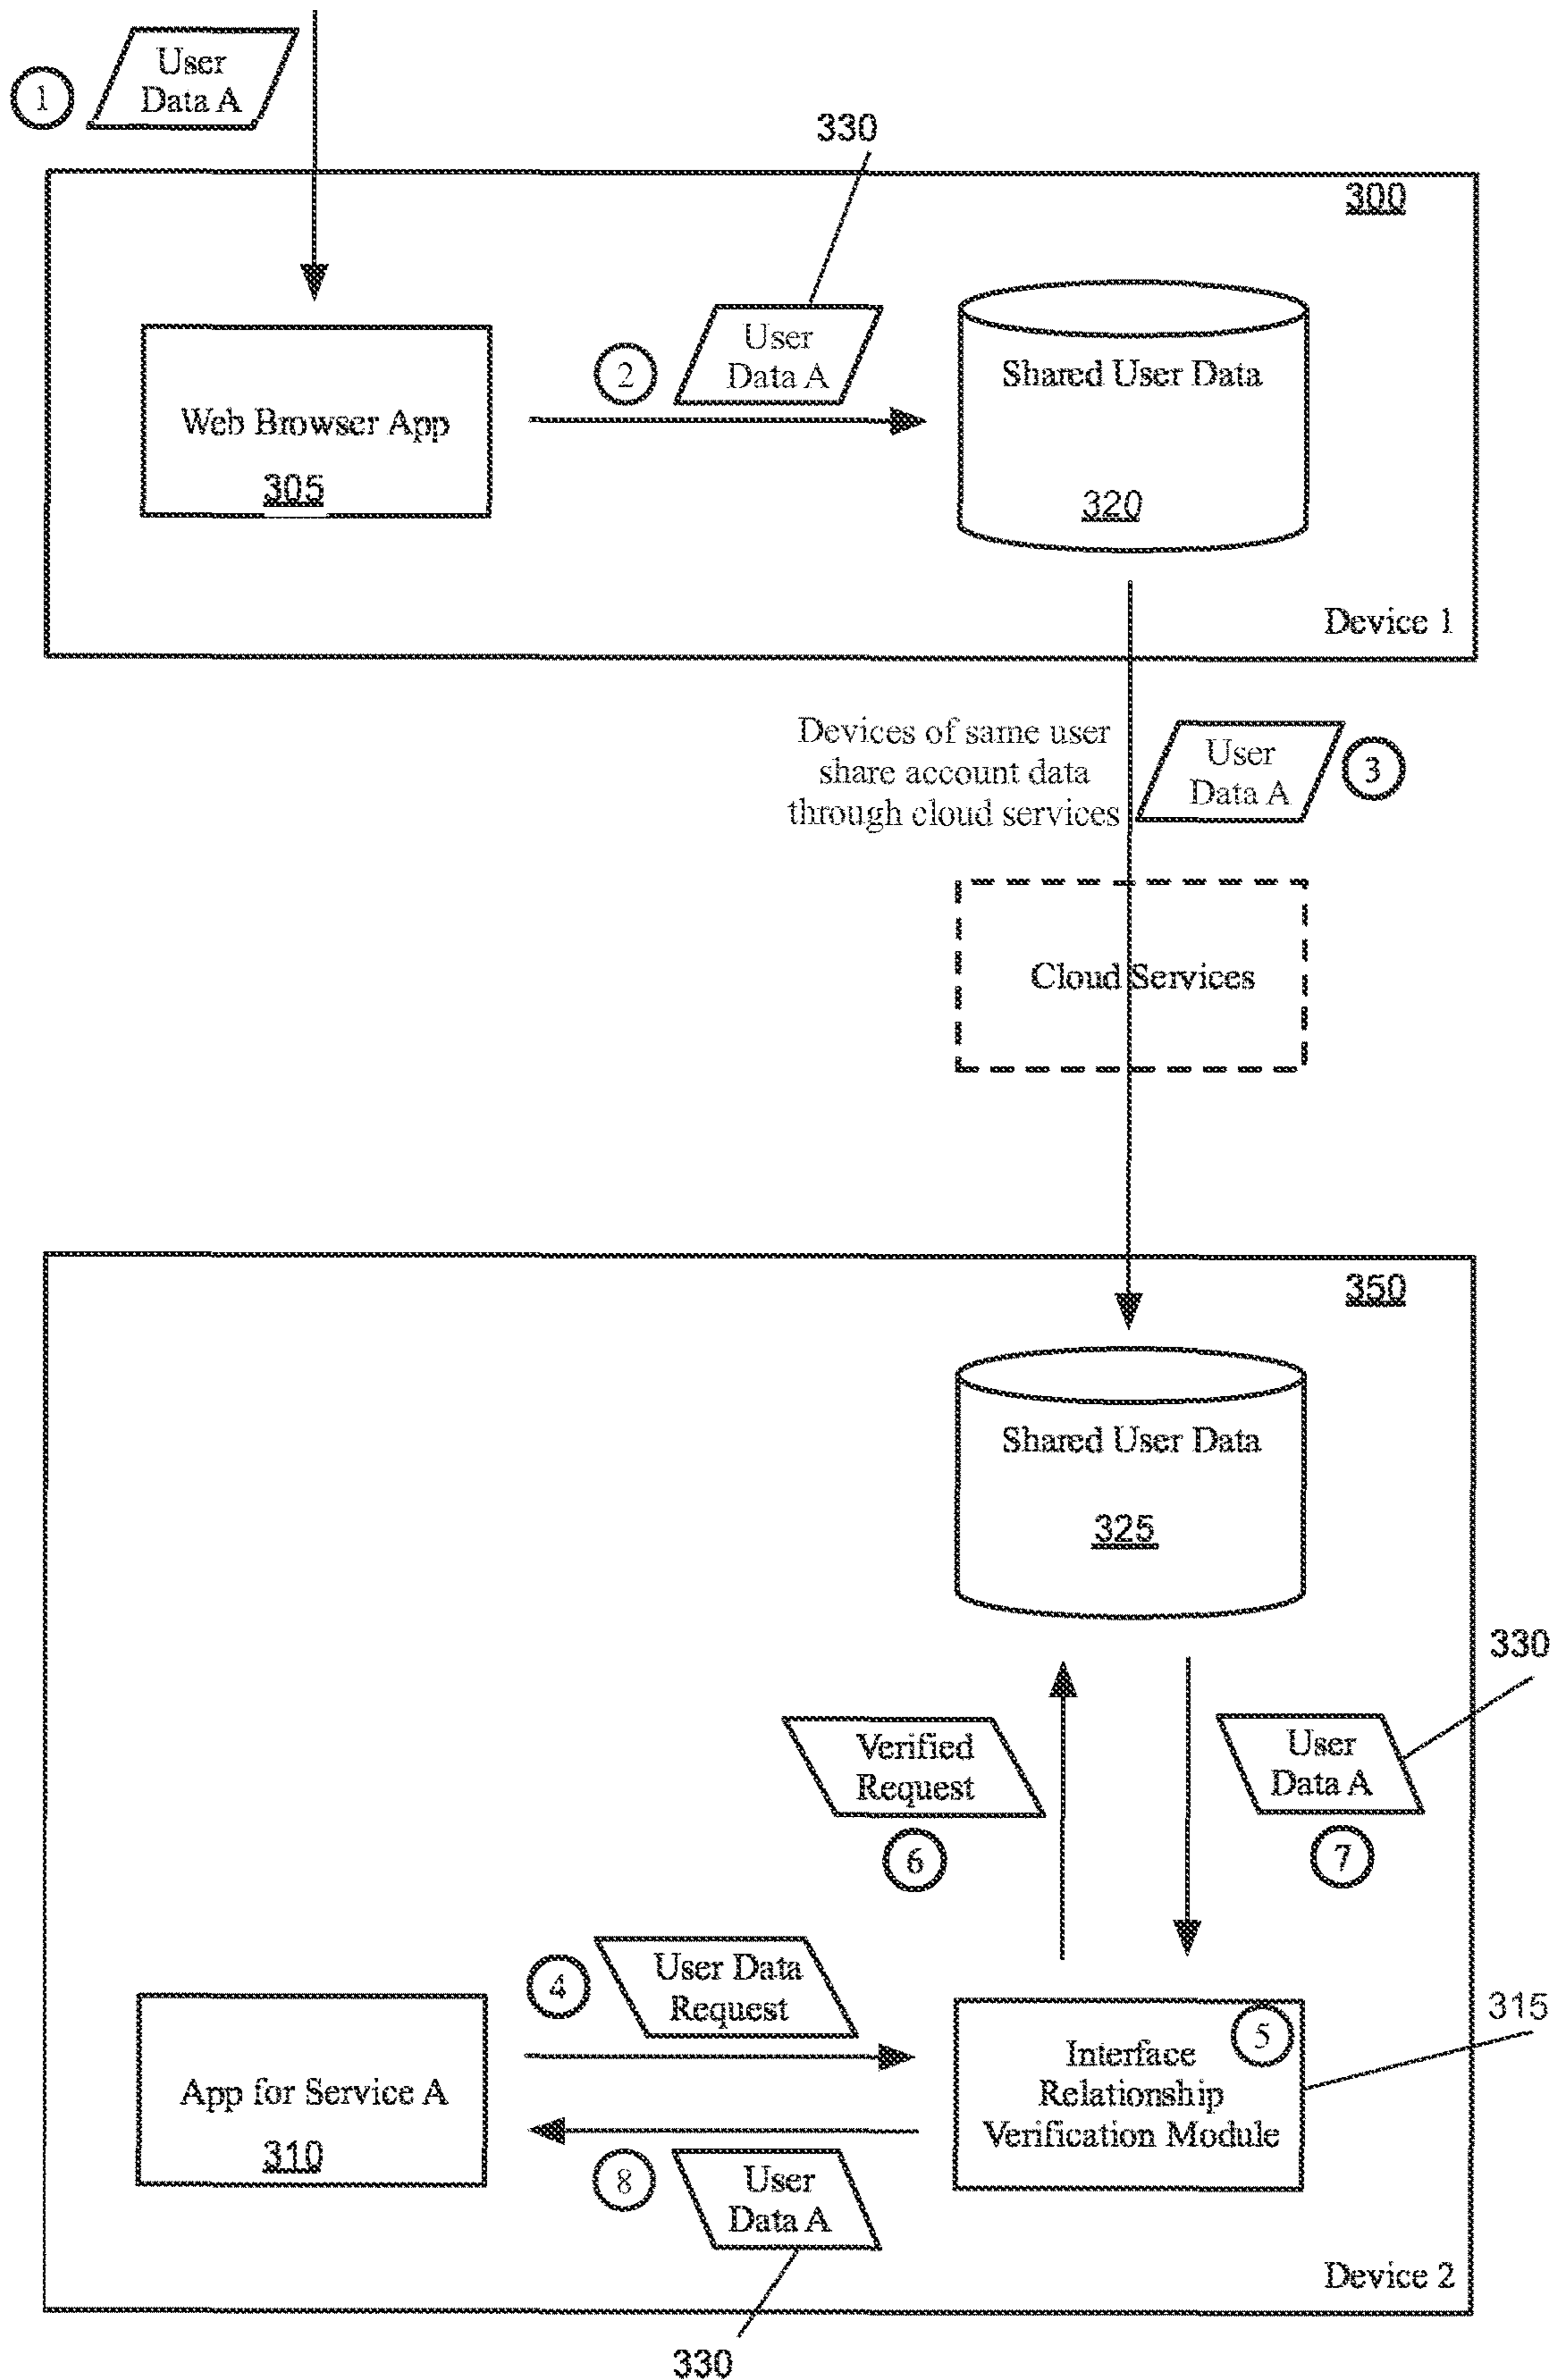 User
Data A
1
330
300
User
Data A
2
Shared User Data
320
Web Browser App
305
Device 1
Devices of same user
share account data
through cloud services
User
Data A
3
Cloud Services
350
Shared User Data
325
330
Verified
Request
6
User
Data A
7
4
User Data
Request
315
5
Interface
Relationship
Verification Module
App for Service A
310
8
User
Data A
Device 2
330